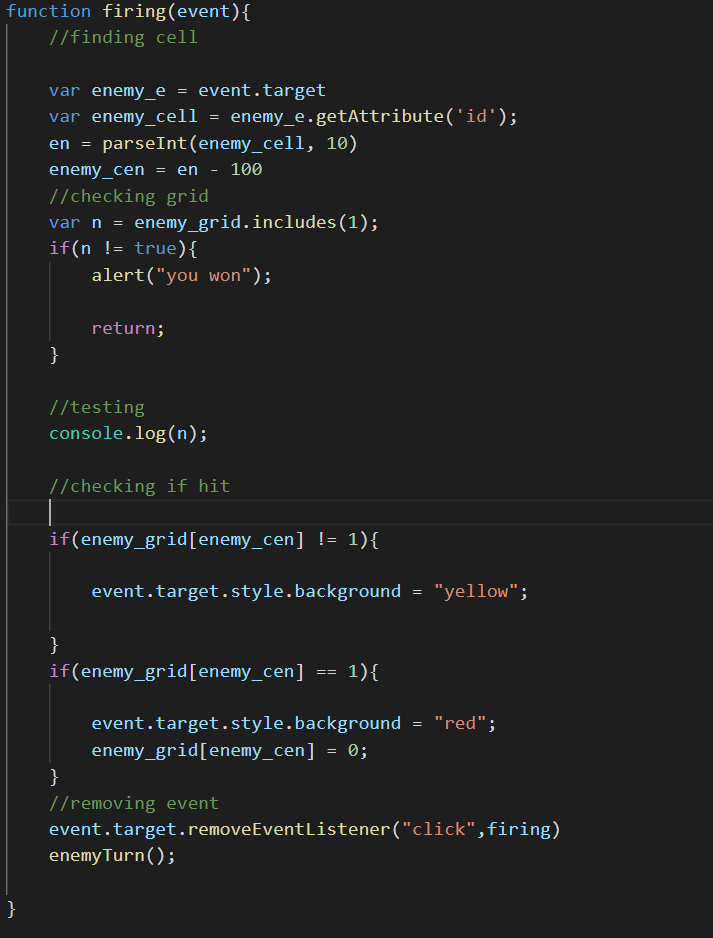 function firing(event){
//finding cell
var enemy_e = event.target
var enemy_cell = enemy_e.getAttribute('id');
en = parseInt(enemy_cell, 10)
enemy_cen = en - 100
//checking grid
var n = enemy_grid.includes(1);
if(n != true){
alert("you won");
return;
}
//testing
console.log(n);
//checking if hit
if(enemy_grid[enemy_cen] != 1){
event.target.style.background = "yellow";
}
if(enemy_grid[enemy_cen] == 1){
event.target.style.background = "red";
enemy_grid[enemy_cen] = 0;
}
//removing event
event.target.removeEventListener("click",firing)
enemyTurn();
}